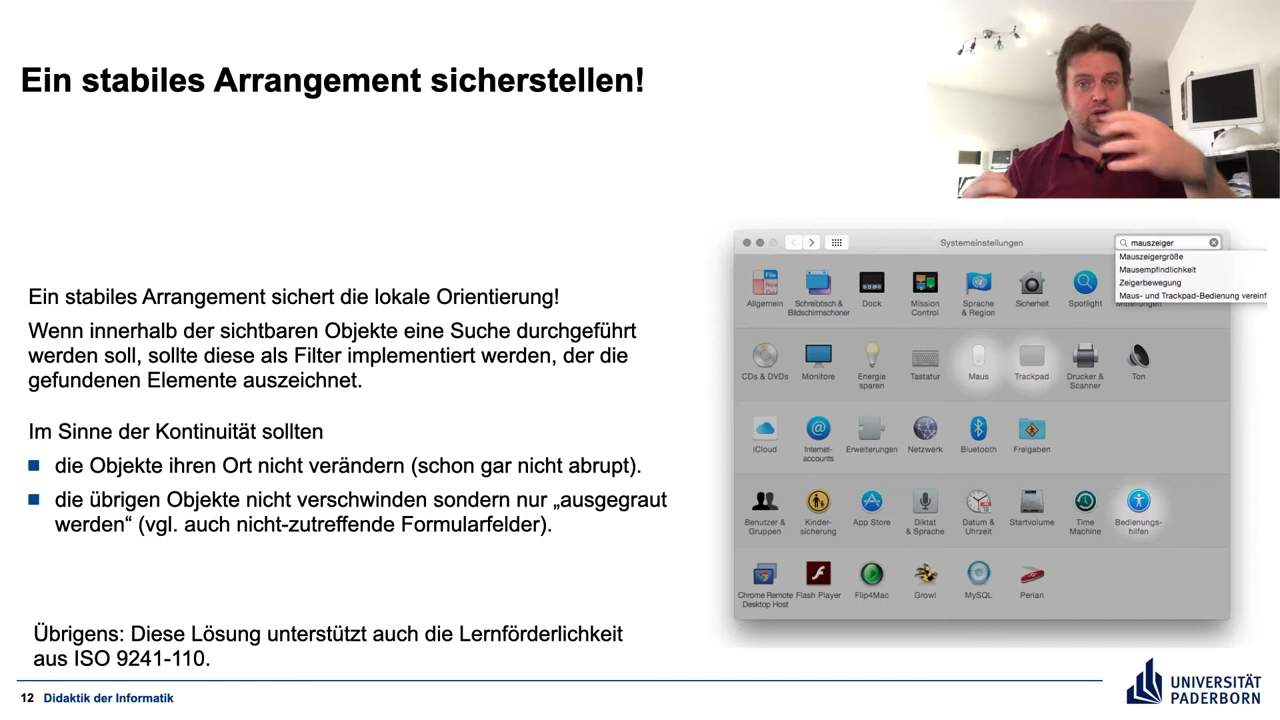 Ein stabiles Arrangement sicherstellen!
Ein stabiles Arrangement sichert die lokale Orientierung!
Wenn innerhalb der sichtbaren Objekte eine Suche durchgeführt
werden soll, sollte diese als Filter implementiert werden, der die
gefundenen Elemente auszeichnet.
Im Sinne der Kontinuität sollten
die Objekte ihren Ort nicht verändern (schon gar nicht abrupt).
die übrigen Objekte nicht verschwinden sondern nur „ausgegraut
werden“ (vgl. auch nicht-zutreffende Formularfelder).
Übrigens: Diese Lösung unterstützt auch die Lernförderlichkeit
aus ISO 9241-110.
Systemeinstellungen
mauszeiger
Mauszeigergröße
Mausempfindlichkeit
Zeigerbewegung
Maus- und Trackpad-Bedienung vereinf
Allgemein
Schreibtisch &
Bildschirmschoner
Dock
Mission
Control
Sprache
& Region
Sicherheit
Spotlight
CDs & DVDs
Monitore
Energie
sparen
Tastatur
Maus
Trackpad
Drucker &
Scanner
Ton
iCloud
Internet-
accounts
Erweiterungen
Netzwerk
Bluetooth
Freigaben
Benutzer &
Gruppen
Kinder-
sicherung
App Store
Diktat
& Sprache
Datum &
Uhrzeit
Startvolume
Time
Machine
Bedienungs-
hilfen
Chrome Remote
Desktop Host
Flash Player
Flip4Mac
Growl
MySQL
Perian
12 Didaktik der Informatik
UNIVERSITÄT
PADERBORN